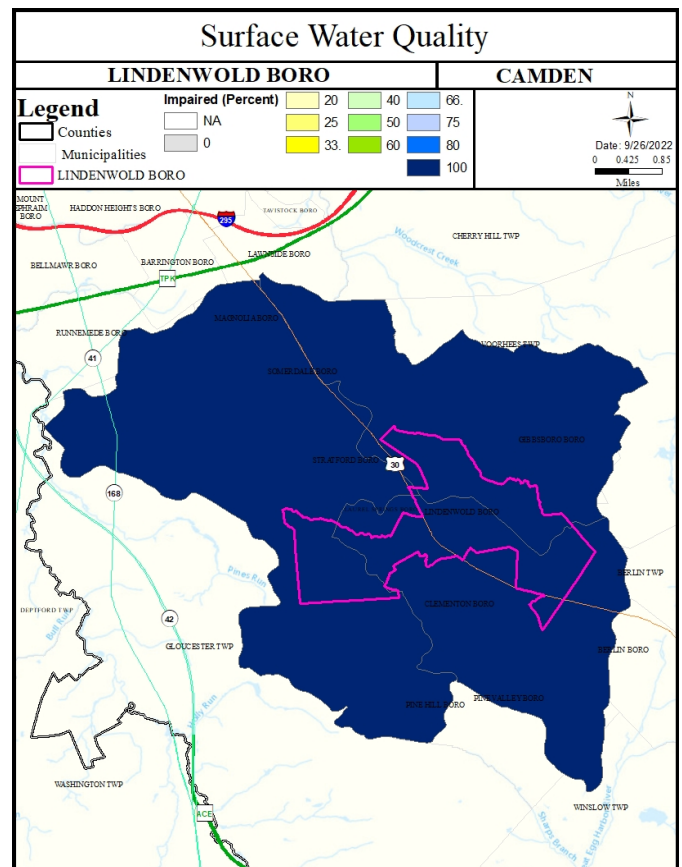 Surface Water Quality
LINDENWOLD BORO
CAMDEN
Legend
Counties
Municipalities
LINDENWOLD BORO
Impaired (Percent)
NA
0
20
25
33.
40
50
60
66.
75
80
100
N
Date: 9/26/2022
0 0.425 0.85
Miles
MOUNT
EPHRAIM
BORO
HADDON HEIGHTS BORO
295
TAVISTOCK BORO
Woodcrest Creek
CHERRY HILL TWP
LAWNSIDE BORO
BARRINGTON BORO
BELLMAWR BORO
TPK
MAGNOLIA BORO
RUNNEMEDE BORO
VOORHEES TWP
41
SOMERDALE BORO
GIBBSBORO BORO
STRATFORD BORO
30
168
LINDENWOLD BORO
Pines Run
BERLIN TWP
CLEMENTON BORO
DEPTFORD TWP
Bull Run
42
GLOUCESTER TWP
BERLIN BORO
PINE VALLEY BORO
PINE HILL BORO
WASHINGTON TWP
WINSLOW TWP
ACE
Sharps Branch